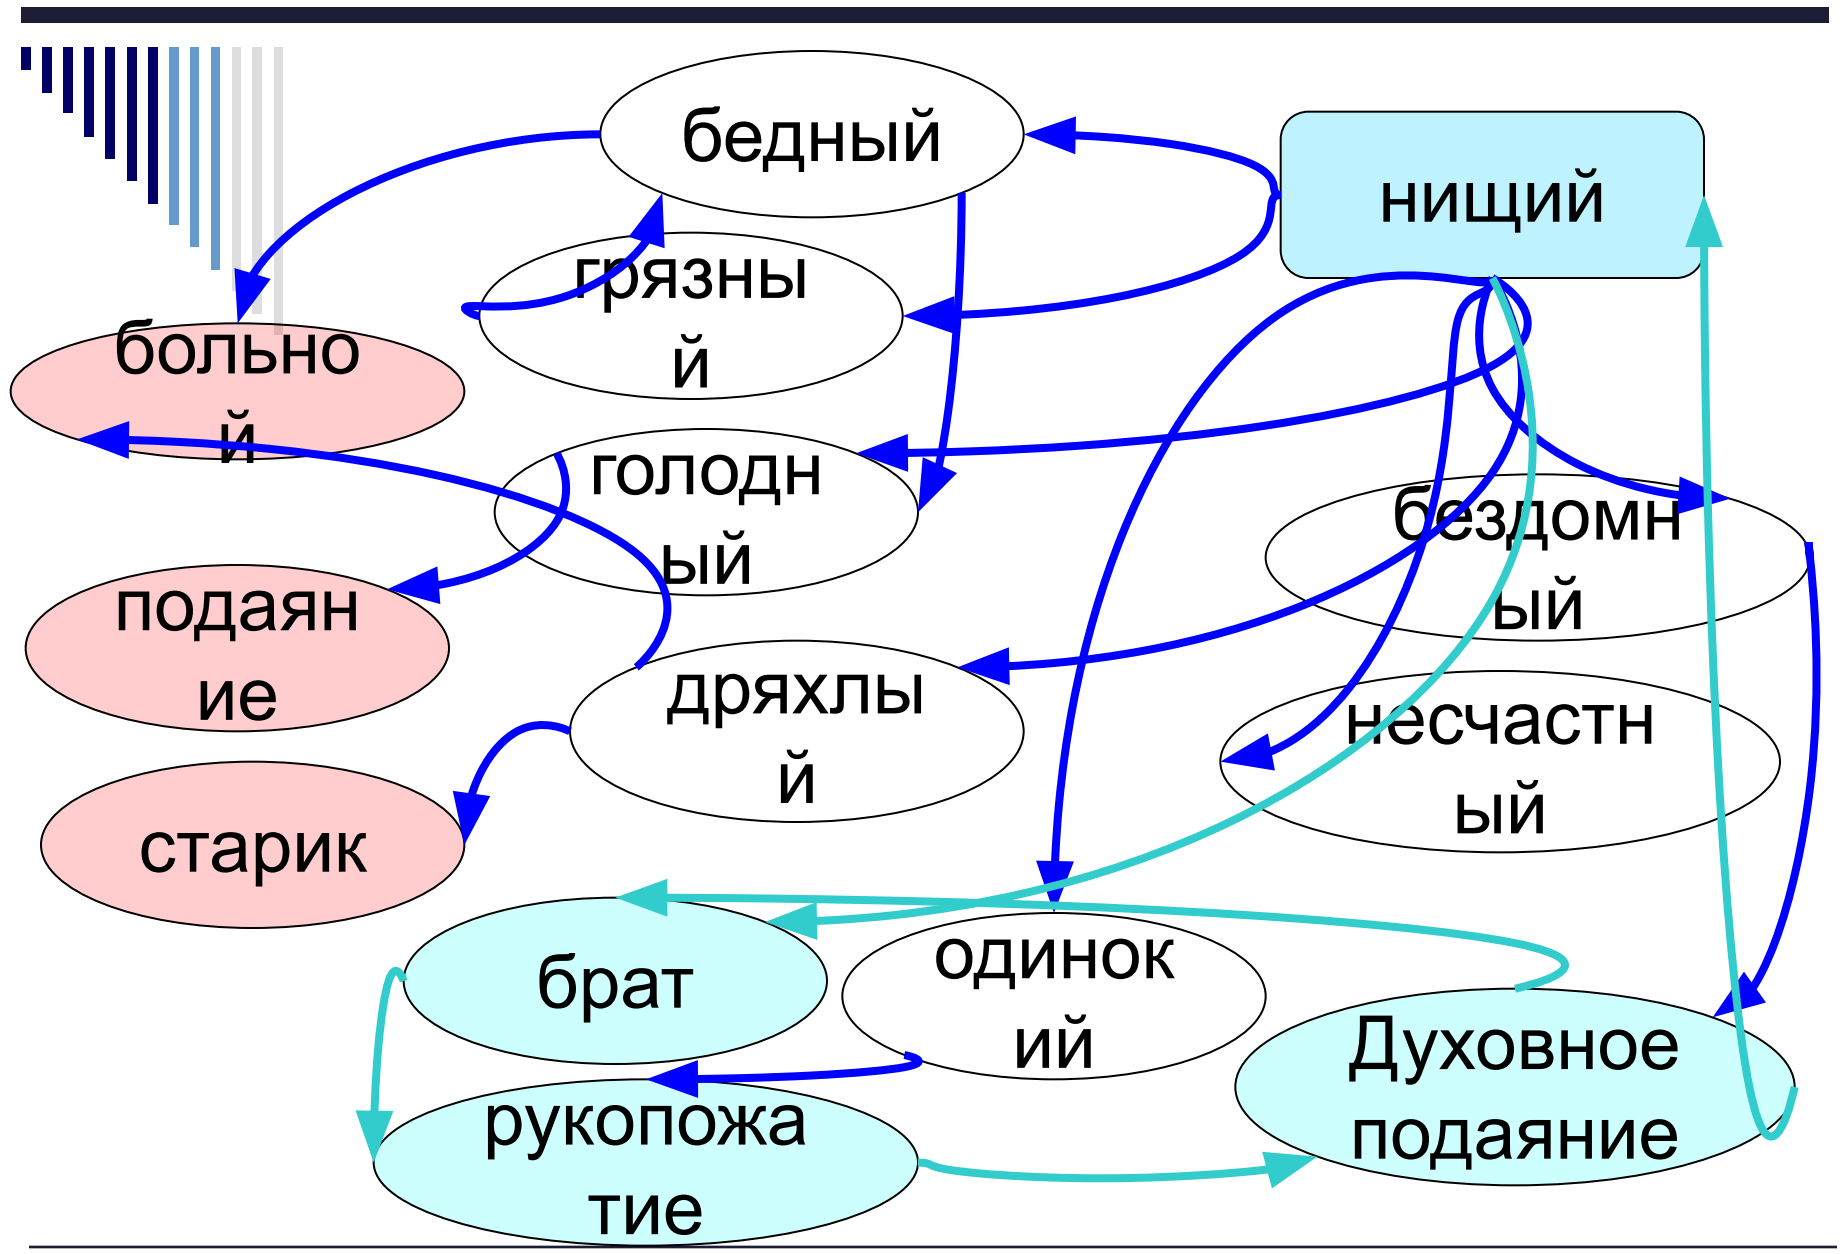 бедный
нищий
грязны
й
больно
й
голодн
ый
бездомн
ый
подаян
ие
дряхлы
й
несчастн
ый
старик
брат
одинок
ий
Духовное
подаяние
рукопожа
тие